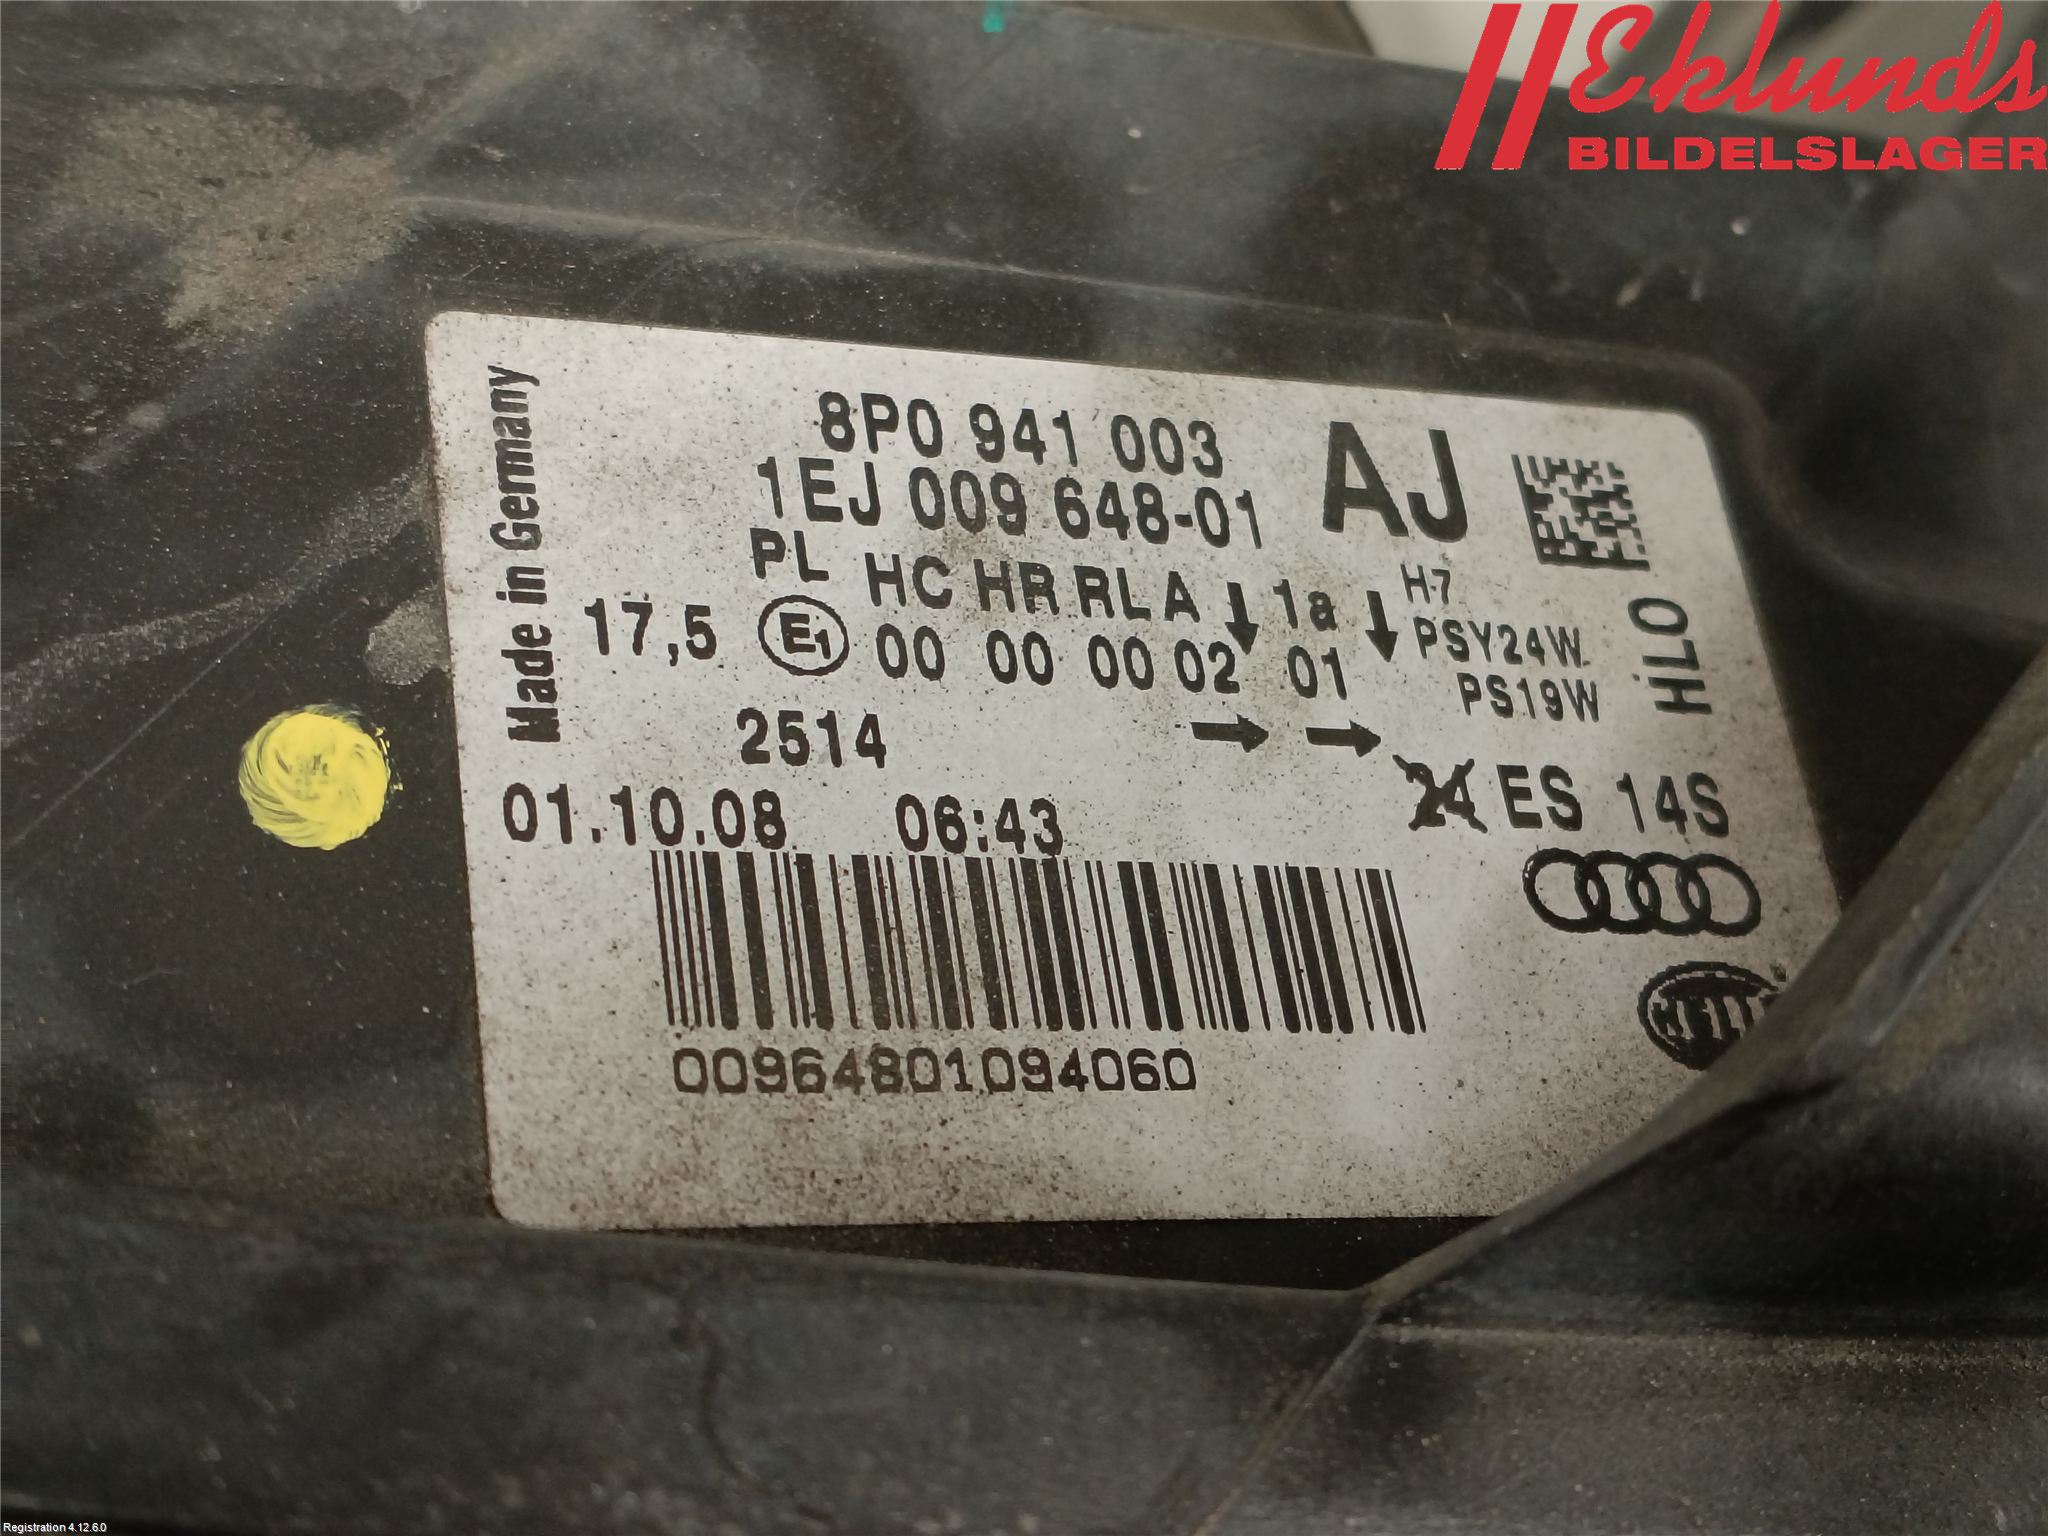 Eklunds
BILDELSLAGER
Made in Germany
8P0 941 003 AJ
1EJ 009 648-01
PL HC HR RL A ↓ 1a ↓ H7
17,5 E1 00 00 00 02 01 PSY24W
PS19W
HLO
2514 → →
24 ES 14S
01.10.08 06:43
00964801094060
HELLA
Registration 4.12.6.0